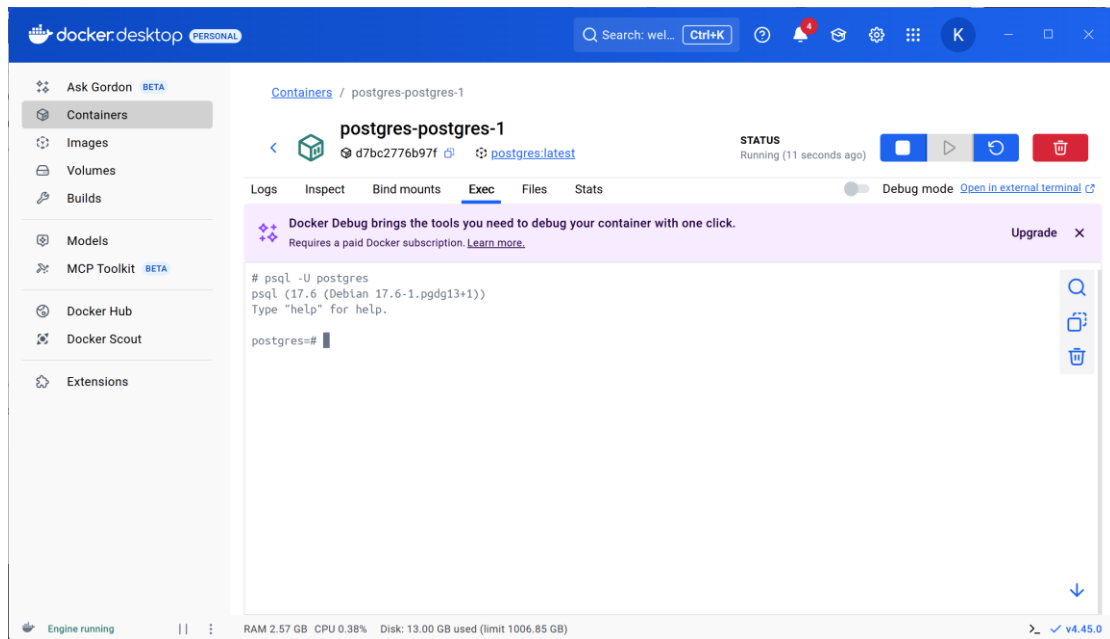 docker.desktop PERSONAL
Search: wel... Ctrl+K
4
K
Ask Gordon BETA
Containers
Images
Volumes
Builds
Models
MCP Toolkit BETA
Docker Hub
Docker Scout
Extensions
Containers / postgres-postgres-1
postgres-postgres-1
d7bc2776b97f postgres:latest
STATUS
Running (11 seconds ago)
Logs Inspect Bind mounts Exec Files Stats
Debug mode Open in external terminal
Docker Debug brings the tools you need to debug your container with one click.
Requires a paid Docker subscription. Learn more.
Upgrade
# psql -U postgres
psql (17.6 (Debian 17.6-1.pgdg13+1))
Type "help" for help.
postgres=#
Engine running
RAM 2.57 GB CPU 0.38% Disk: 13.00 GB used (limit 1006.85 GB)
v4.45.0